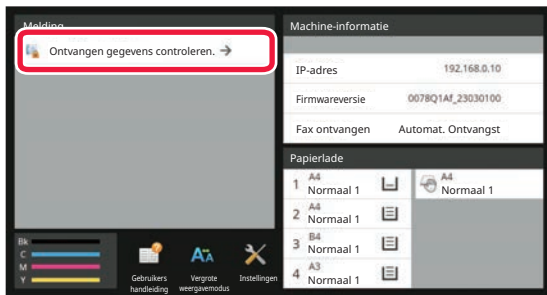 Melding
Ontvangen gegevens controleren. →
Bk
C
M
Y
Gebruikers
handleiding
Vergrote
weergavemodus
Instellingen
Machine-informatie
IP-adres 192.168.0.10
Firmwareversie 0078Q1Af_23030100
Fax ontvangen Automat. Ontvangst
Papierlade
1 A4
Normaal 1
2 A4
Normaal 1
3 B4
Normaal 1
4 A3
Normaal 1
A4
Normaal 1